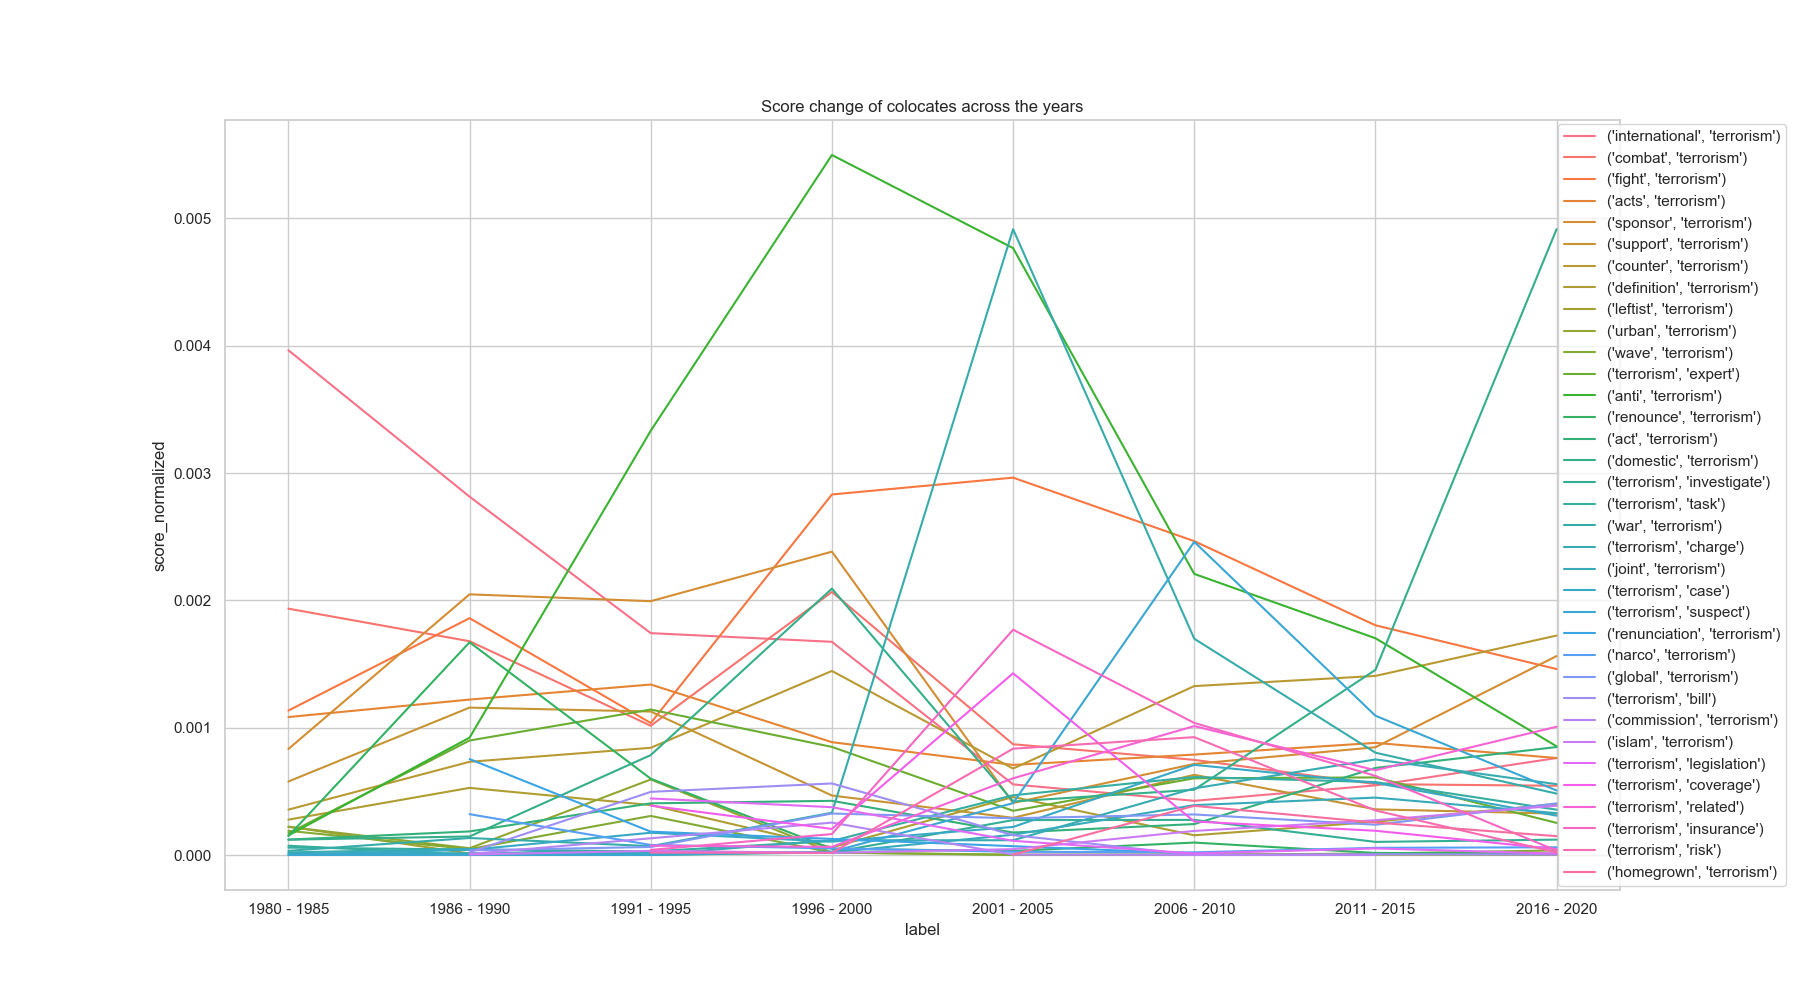 Score change of colocates across the years
score_normalized
0.005
0.004
0.003
0.002
0.001
0.000
1980 - 1985
1986 - 1990
1991 - 1995
1996 - 2000
2001 - 2005
2006 - 2010
2011 - 2015
2016 - 2020
label
('international', 'terrorism')
('combat', 'terrorism')
('fight', 'terrorism')
('acts', 'terrorism')
('sponsor', 'terrorism')
('support', 'terrorism')
('counter', 'terrorism')
('definition', 'terrorism')
('leftist', 'terrorism')
('urban', 'terrorism')
('wave', 'terrorism')
('terrorism', 'expert')
('anti', 'terrorism')
('renounce', 'terrorism')
('act', 'terrorism')
('domestic', 'terrorism')
('terrorism', 'investigate')
('terrorism', 'task')
('war', 'terrorism')
('terrorism', 'charge')
('joint', 'terrorism')
('terrorism', 'case')
('terrorism', 'suspect')
('renunciation', 'terrorism')
('narco', 'terrorism')
('global', 'terrorism')
('terrorism', 'bill')
('commission', 'terrorism')
('islam', 'terrorism')
('terrorism', 'legislation')
('terrorism', 'coverage')
('terrorism', 'related')
('terrorism', 'insurance')
('terrorism', 'risk')
('homegrown', 'terrorism')